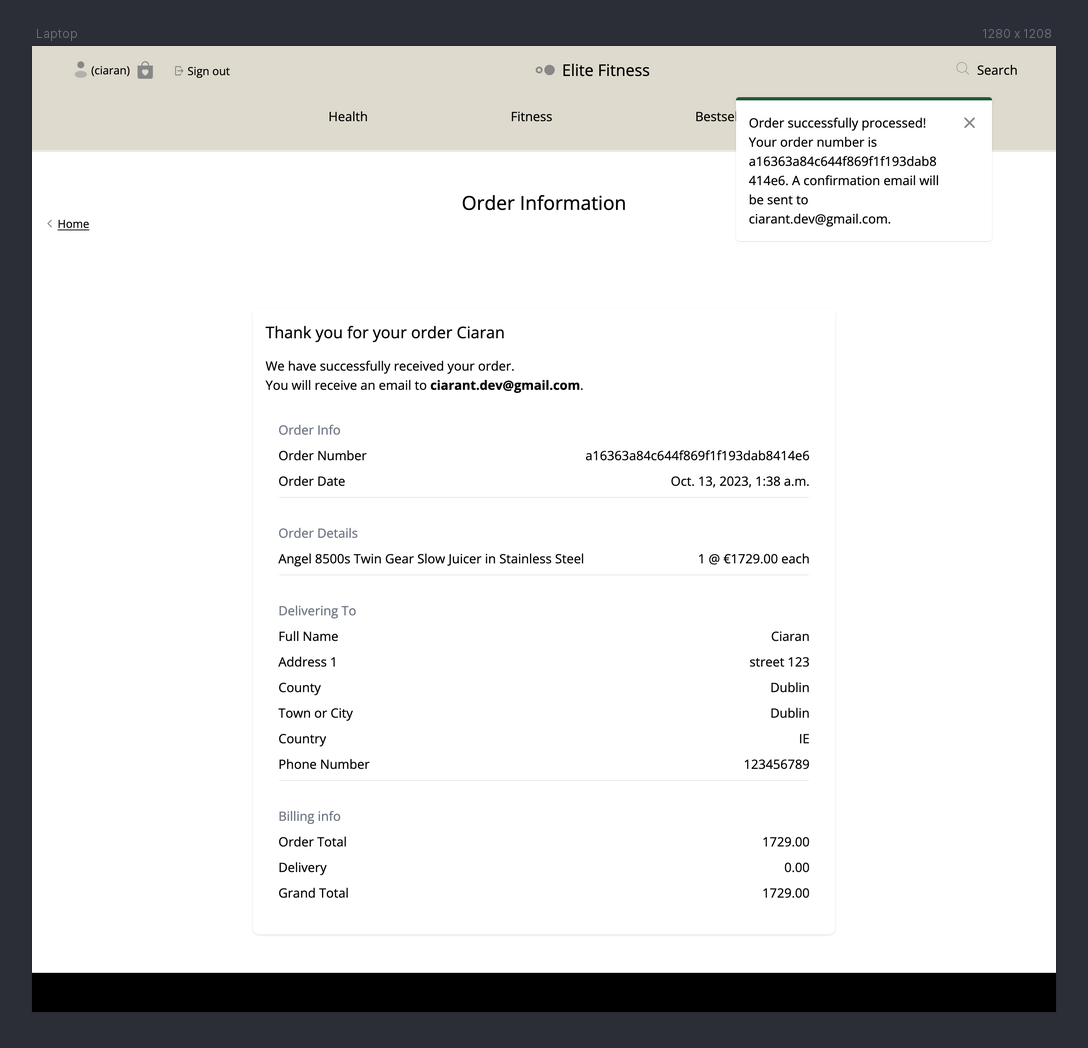 Laptop
1280 x 1208
(ciaran)
Sign out
Elite Fitness
Search
Health
Fitness
Order successfully processed!
Your order number is
a16363a84c644f869f1f193dab8
414e6. A confirmation email will
be sent to
ciarant.dev@gmail.com.
Order Information
Home
Thank you for your order Ciaran
We have successfully received your order.
You will receive an email to ciarant.dev@gmail.com.
Order Info
Order Number a16363a84c644f869f1f193dab8414e6
Order Date Oct. 13, 2023, 1:38 a.m.
Order Details
Angel 8500s Twin Gear Slow Juicer in Stainless Steel 1 @ €1729.00 each
Delivering To
Full Name Ciaran
Address 1 street 123
County Dublin
Town or City Dublin
Country IE
Phone Number 123456789
Billing info
Order Total 1729.00
Delivery 0.00
Grand Total 1729.00